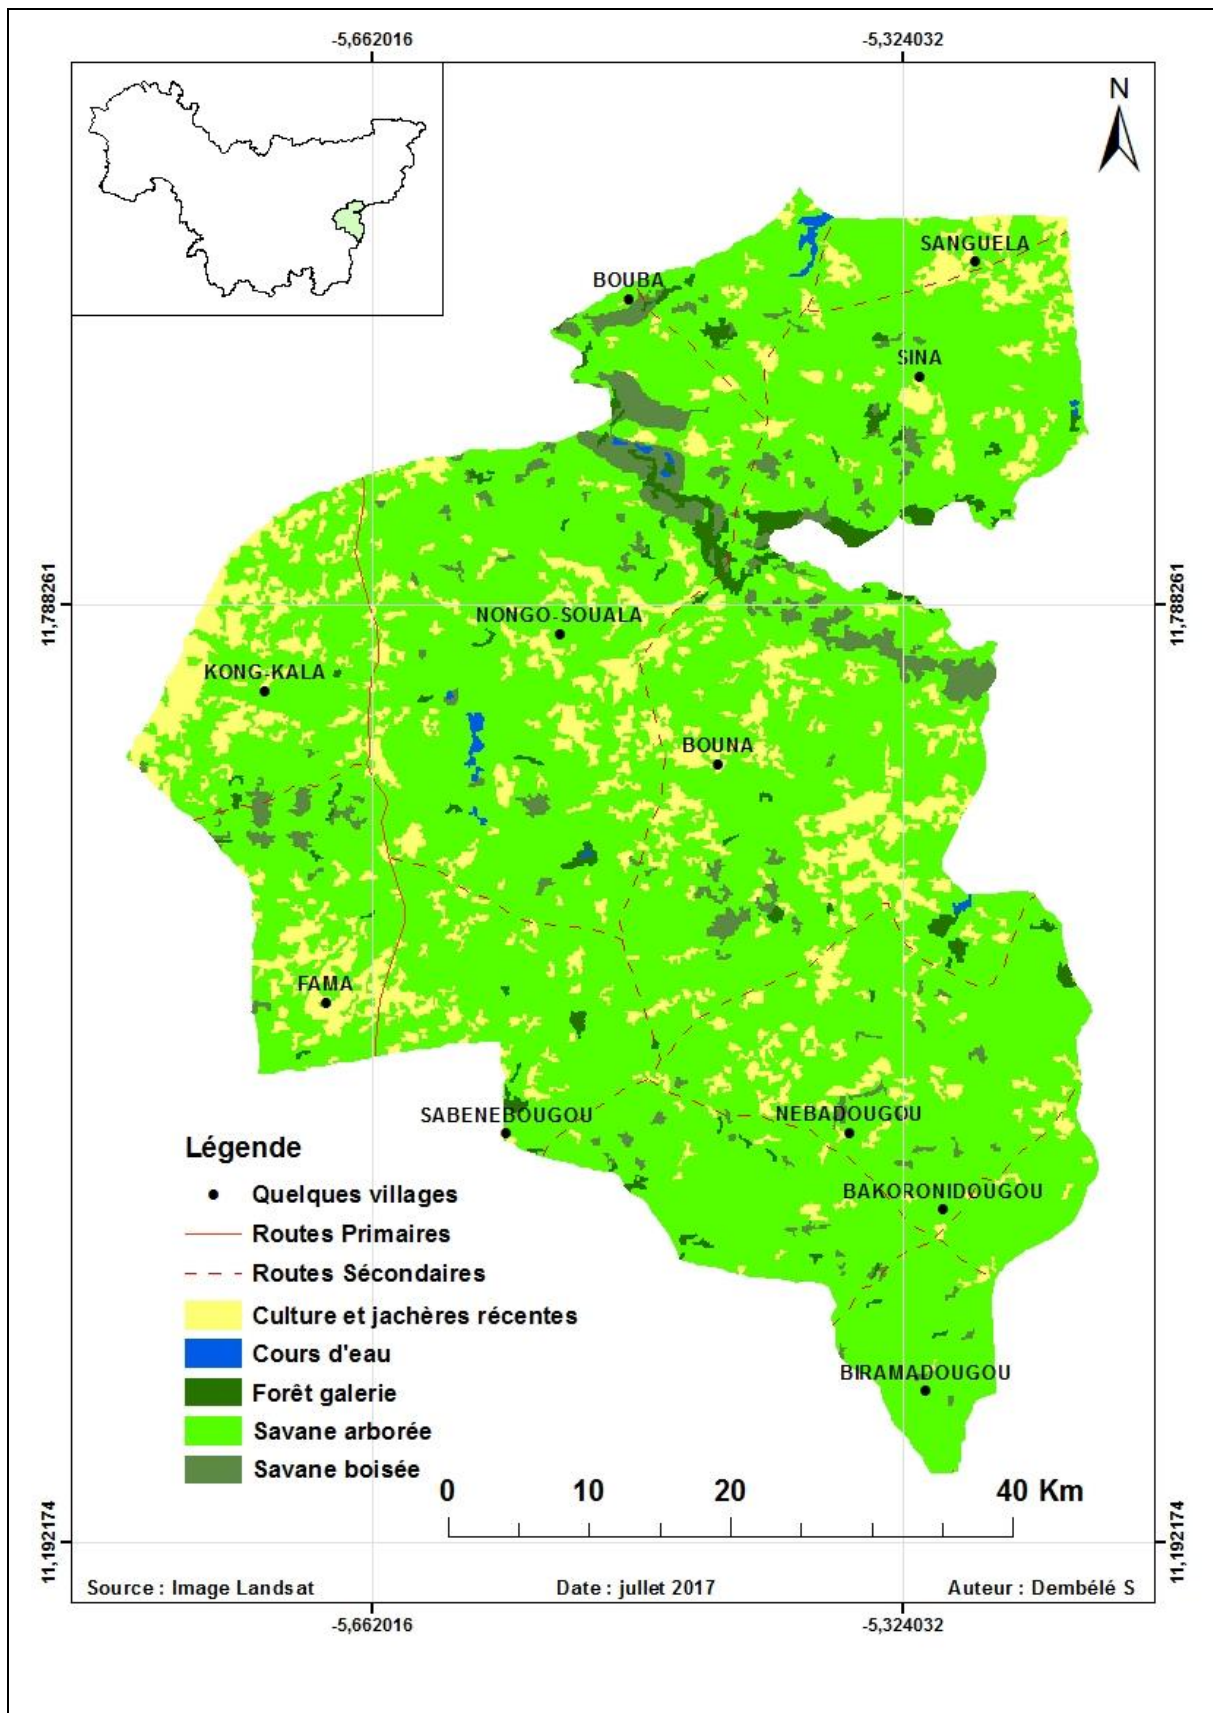 -5,662016 -5,324032
N
SANGUELA
BOUBA
SINA
11,788261 11,788261
NONGO-SOUALA
KONG-KALA
BOUNA
FAMA
SABENEBOUGOU
NEBADOUGOU
BAKORONIDOUGOU
BIRAMADOUGOU
Légende
Quelques villages
Routes Primaires
Routes Sécondaires
Culture et jachères récentes
Cours d'eau
Forêt galerie
Savane arborée
Savane boisée
0 10 20 40 Km
11,192174 11,192174
Source : Image Landsat Date : jullet 2017 Auteur : Dembélé S
-5,662016 -5,324032